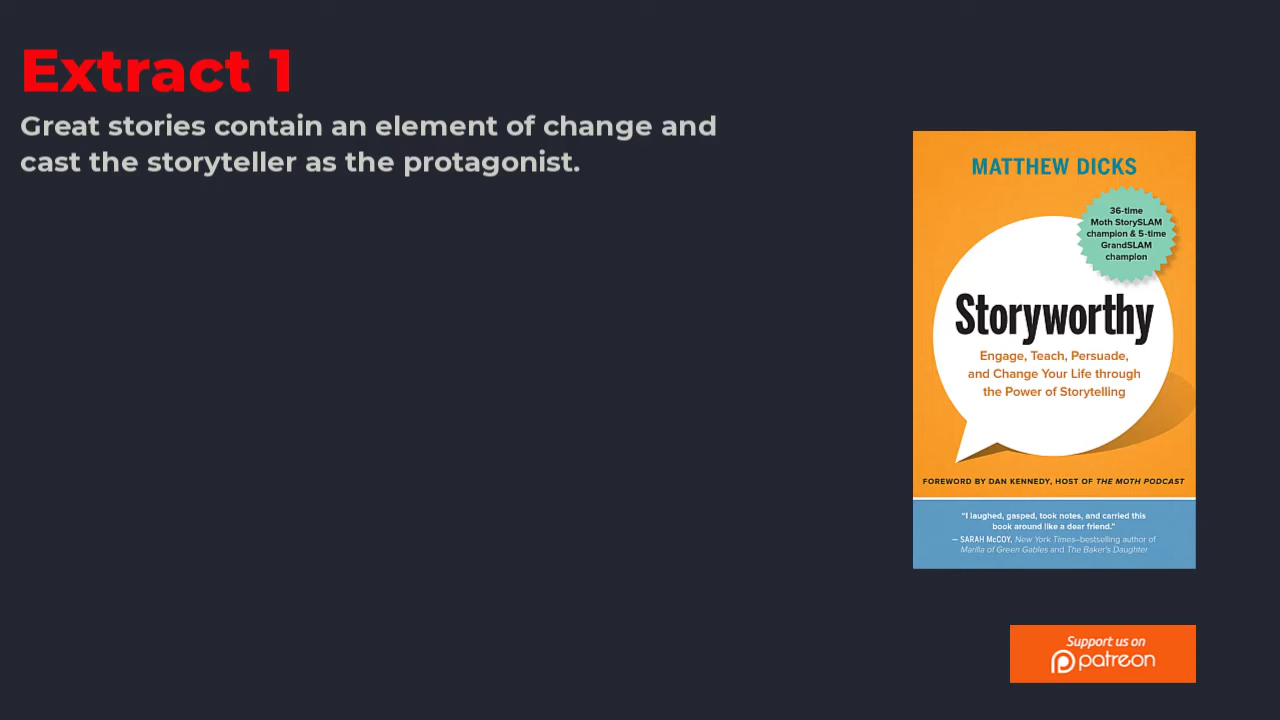 Extract 1
Great stories contain an element of change and
cast the storyteller as the protagonist.
MATTHEW DICKS
36-time
Moth StorySLAM
champion & 5-time
GrandSLAM
champion
Storyworthy
Engage, Teach, Persuade,
and Change Your Life through
the Power of Storytelling
FOREWORD BY DAN KENNEDY, HOST OF THE MOTH PODCAST
“I laughed, gasped, took notes, and carried this
book around like a dear friend.”
— SARAH McCOY, New York Times–bestselling author of
Marilla of Green Gables and The Baker's Daughter
Support us on
patreon